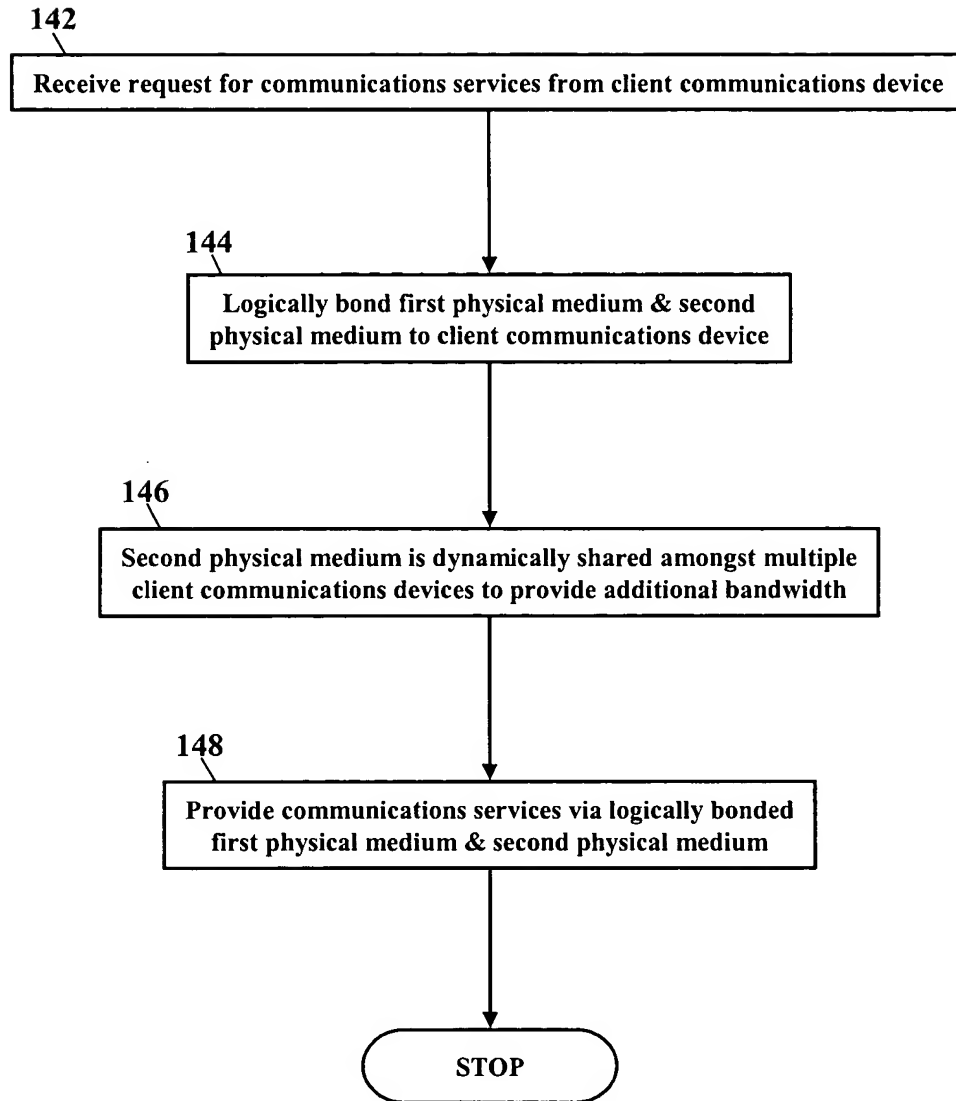 142
Receive request for communications services from client communications device
144
Logically bond first physical medium & second
physical medium to client communications device
146
Second physical medium is dynamically shared amongst multiple
client communications devices to provide additional bandwidth
148
Provide communications services via logically bonded
first physical medium & second physical medium
STOP